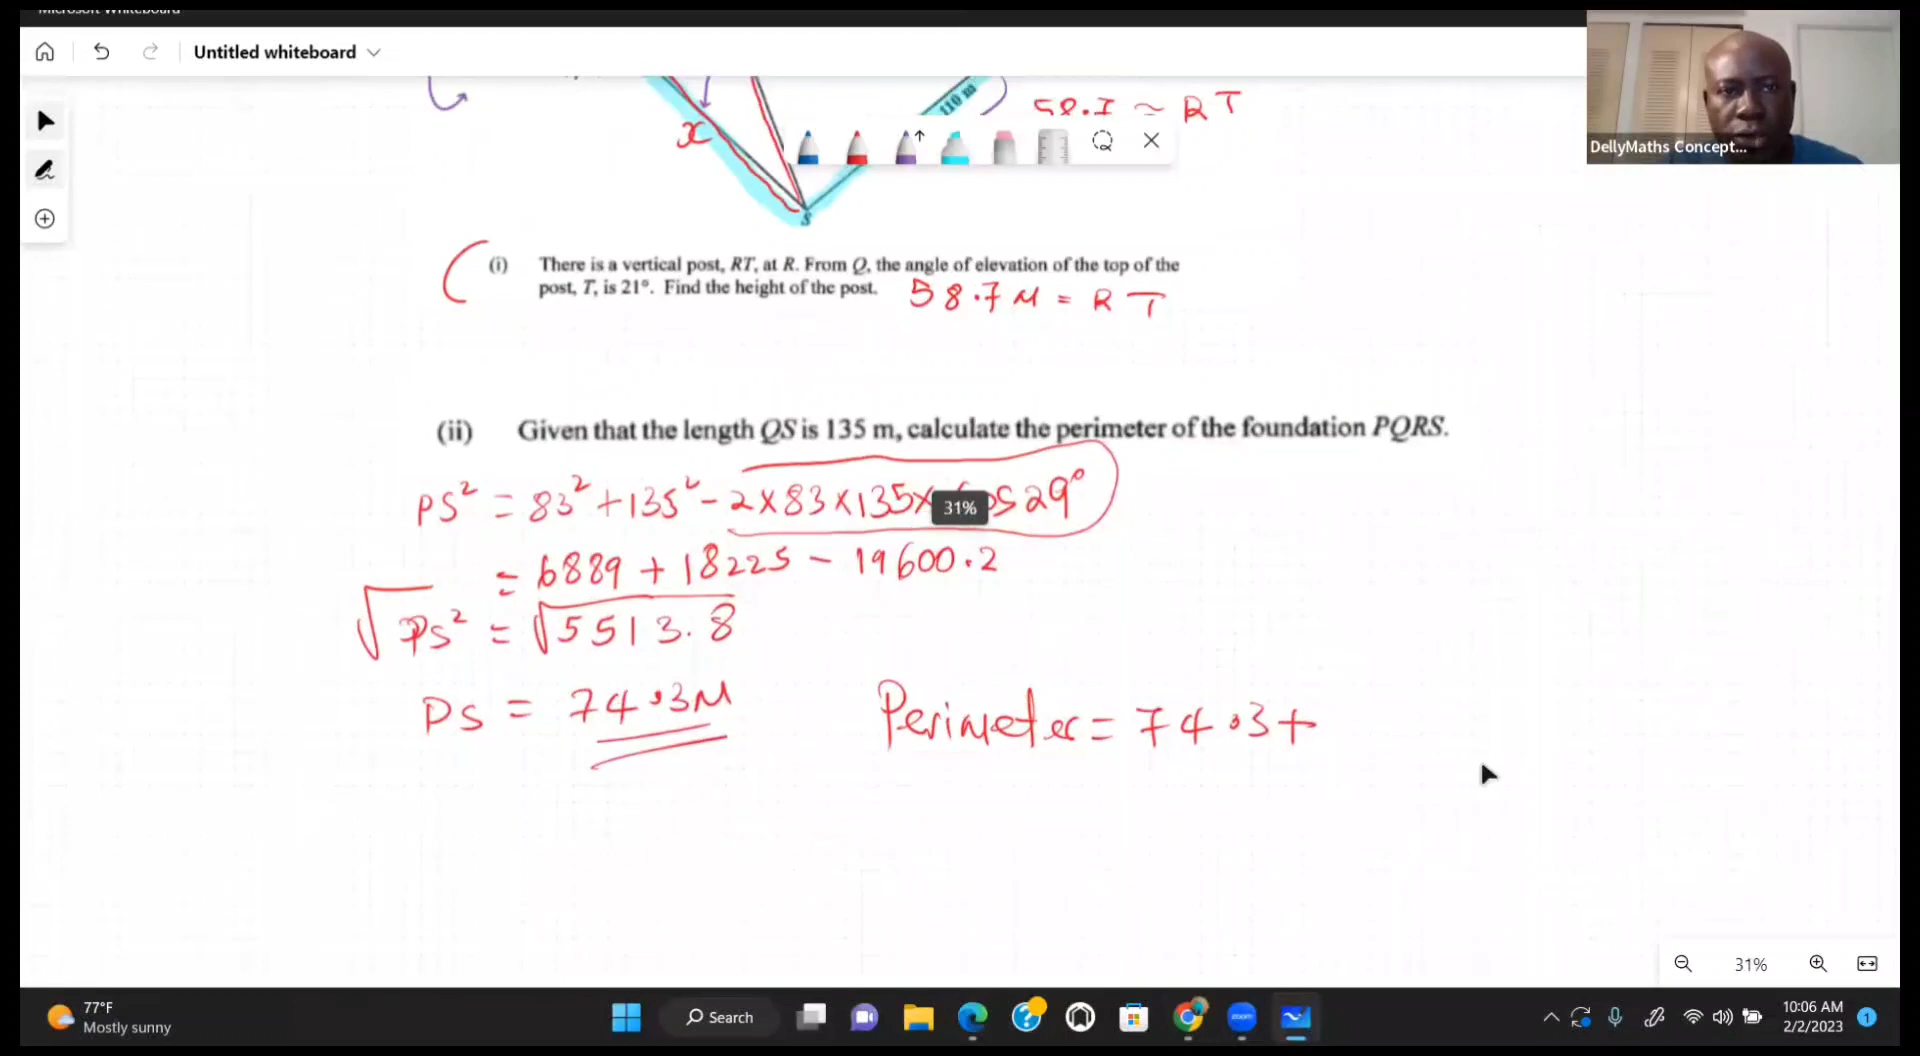 Untitled whiteboard
DellyMaths Concept...
110 m
RT
x
S
(i) There is a vertical post, RT, at R. From Q, the angle of elevation of the top of the
post, T, is 21°. Find the height of the post. 58.7 M = RT
(ii) Given that the length QS is 135 m, calculate the perimeter of the foundation PQRS.
PS² = 83² + 135² - 2 x 83 x 135 x
31%
29°
= 6889 + 18225 - 19600.2
√PS² = √5513.8
PS = 74.3M
Perimeter = 74.3 +
31%
77°F
Mostly sunny
Search
zoom
10:06 AM
2/2/2023
1